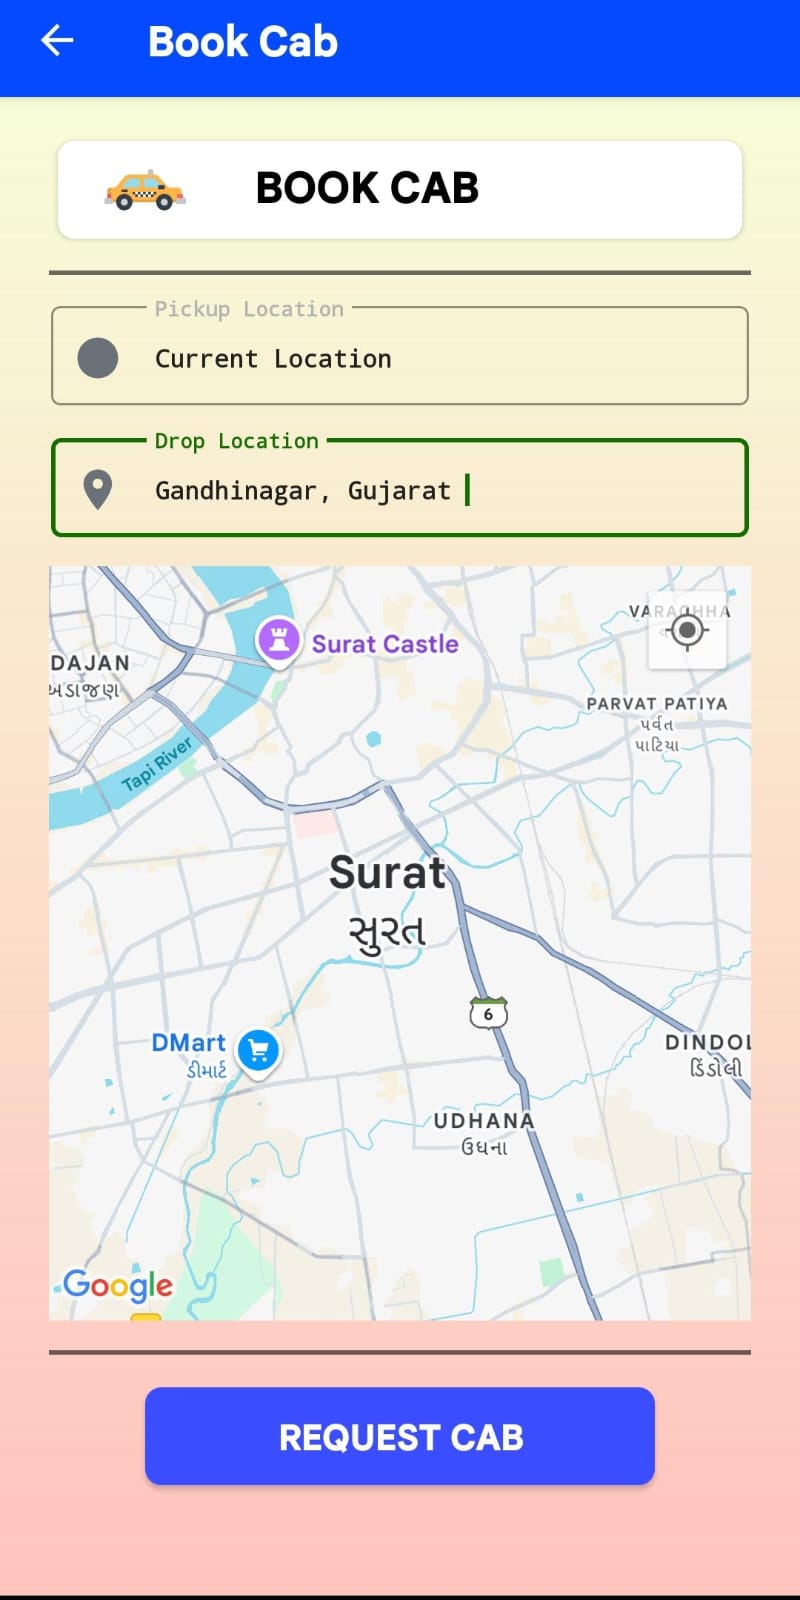 Book Cab
BOOK CAB
Pickup Location
Current Location
Drop Location
Gandhinagar, Gujarat
VARACHHA
Surat Castle
DAJAN
અડાજણ
PARVAT PATIYA
પર્વત
પાટિયા
Tapi River
Surat
સુરત
6
DMart
ડીમાર્ટ
DINDOL
ડિંડોલી
UDHANA
ઉધના
Google
REQUEST CAB